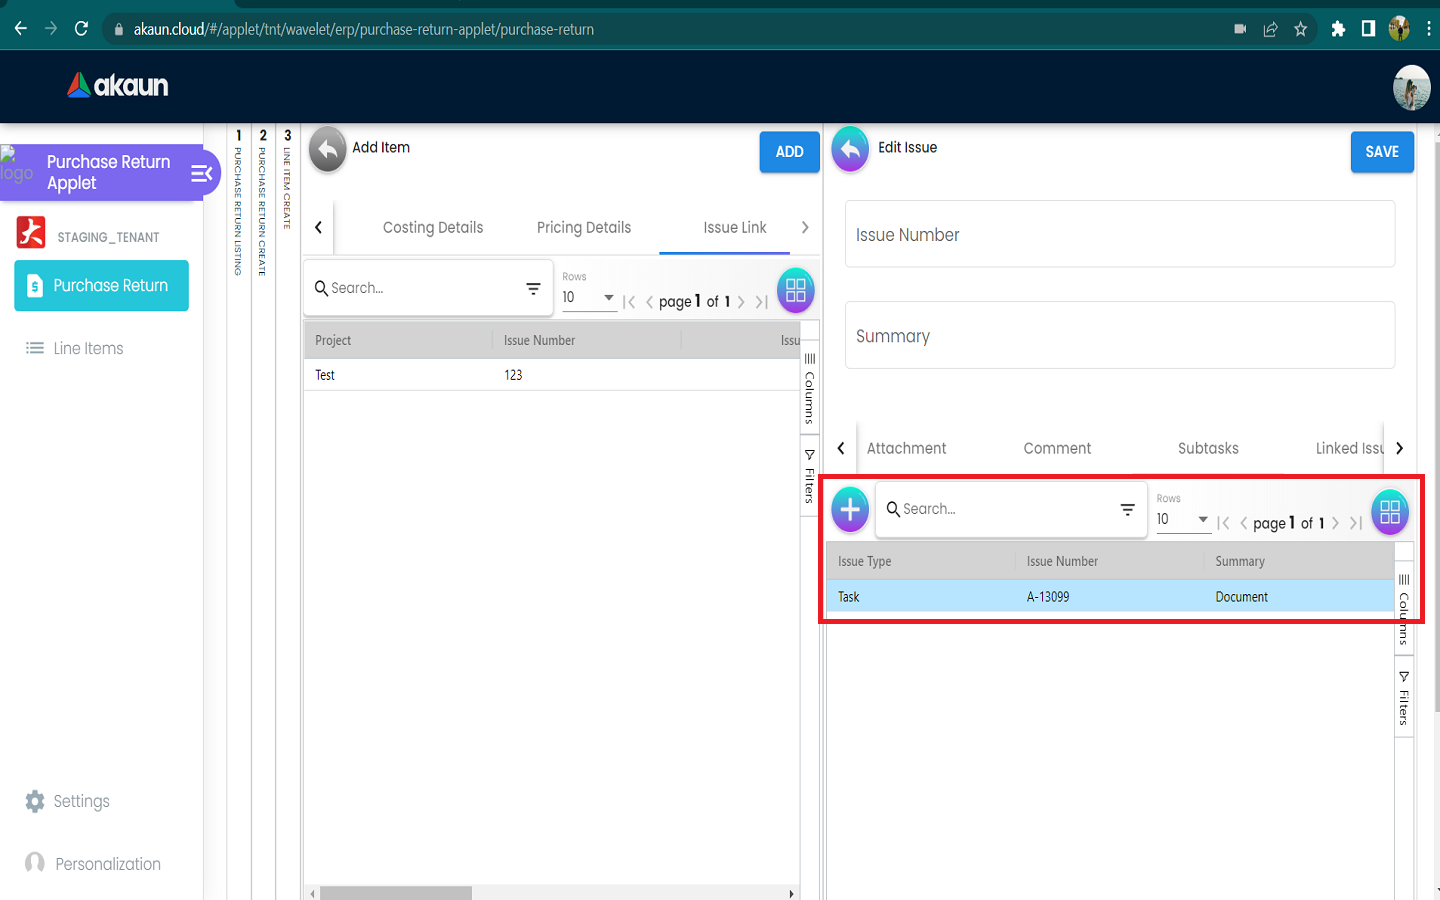 akaun.cloud/#/applet/tnt/wavelet/erp/purchase-return-applet/purchase-return
akaun
logo
Purchase Return
Applet
STAGING_TENANT
Purchase Return
Line Items
Settings
Personalization
1 PURCHASE RETURN LISTING
2 PURCHASE RETURN CREATE
3 LINE ITEM CREATE
Add Item
ADD
Costing Details
Pricing Details
Issue Link
Search...
Rows
10
page 1 of 1
Project
Issue Number
Issu
Test
123
Columns
Filters
Edit Issue
SAVE
Issue Number
Summary
Attachment
Comment
Subtasks
Linked Issu
Search...
Rows
10
page 1 of 1
Issue Type
Issue Number
Summary
Task
A-13099
Document
Columns
Filters